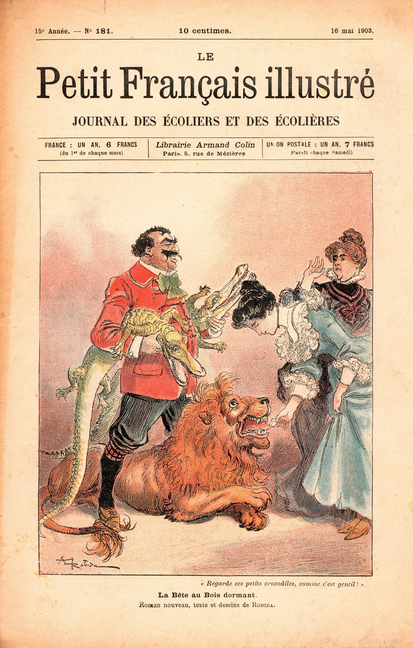 15e Année. — No 181.
10 centimes.
16 mai 1903.
LE
Petit Français illustré
JOURNAL DES ÉCOLIERS ET DES ÉCOLIÈRES
FRANCE : UN AN, 6 FRANCS
(du 1er de chaque mois)
Librairie Armand Colin
Paris, 5, rue de Mézières
UNION POSTALE : UN AN, 7 FRANCS
Paraît chaque Samedi)
A. Robida
« Regarde ces petits crocodiles, comme c'est gentil ! »
La Bête au Bois dormant.
Roman nouveau, texte et dessins de Robida.